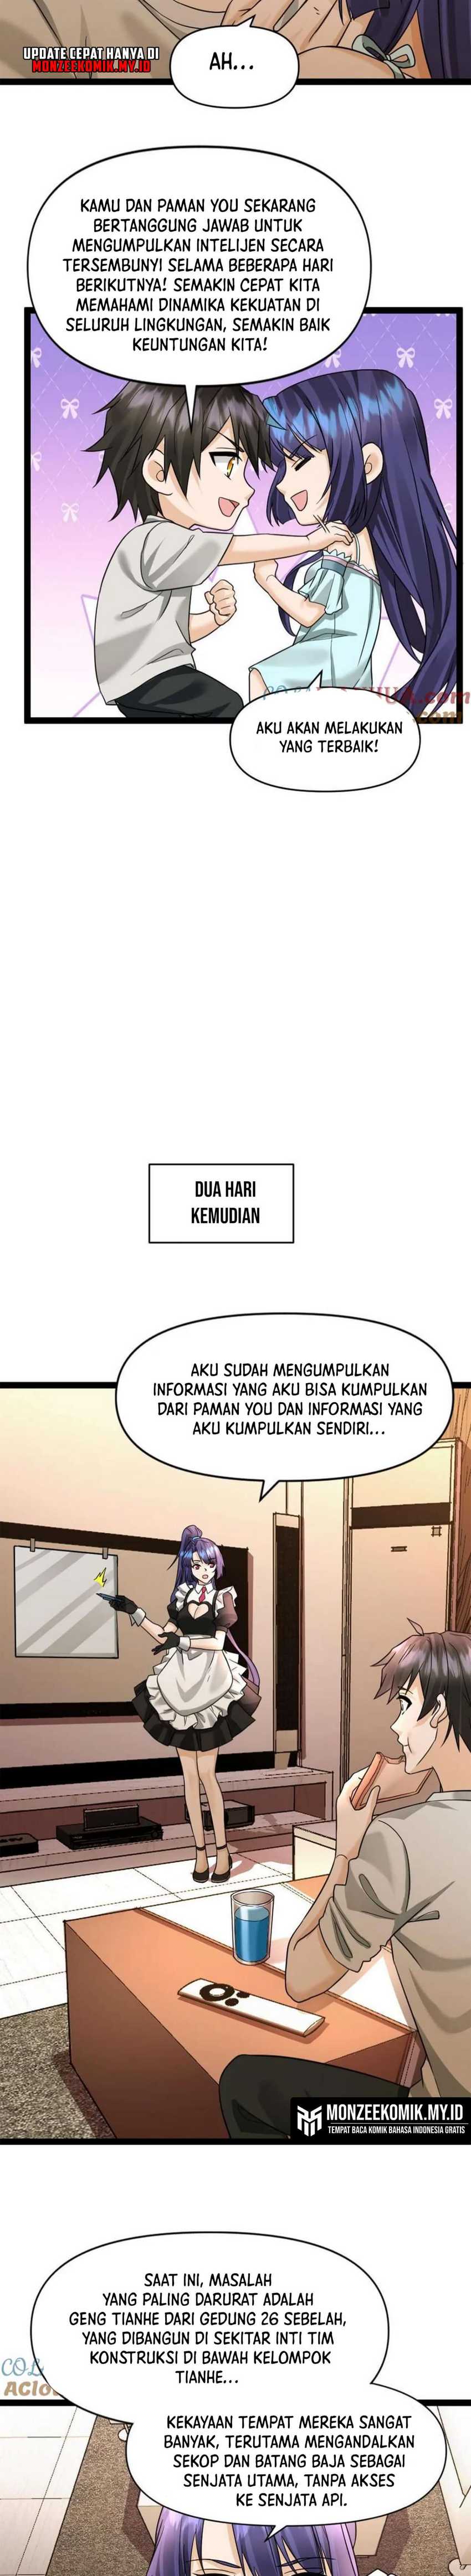 UPDATE CEPAT HANYA DI
MONZEEKOMIK.MY.ID
AH...
KAMU DAN PAMAN YOU SEKARANG
BERTANGGUNG JAWAB UNTUK
MENGUMPULKAN INTELIJEN SECARA
TERSEMBUNYI SELAMA BEBERAPA HARI
BERIKUTNYA! SEMAKIN CEPAT KITA
MEMAHAMI DINAMIKA KEKUATAN DI
SELURUH LINGKUNGAN, SEMAKIN BAIK
KEUNTUNGAN KITA!
AKU AKAN MELAKUKAN
YANG TERBAIK!
DUA HARI
KEMUDIAN
AKU SUDAH MENGUMPULKAN
INFORMASI YANG AKU BISA KUMPULKAN
DARI PAMAN YOU DAN INFORMASI YANG
AKU KUMPULKAN SENDIRI...
MONZEEKOMIK.MY.ID
TEMPAT BACA KOMIK BAHASA INDONESIA GRATIS
SAAT INI, MASALAH
YANG PALING DARURAT ADALAH
GENG TIANHE DARI GEDUNG 26 SEBELAH,
YANG DIBANGUN DI SEKITAR INTI TIM
KONSTRUKSI DI BAWAH KELOMPOK
TIANHE...
KEKAYAAN TEMPAT MEREKA SANGAT
BANYAK, TERUTAMA MENGANDALKAN
SEKOP DAN BATANG BAJA SEBAGAI
SENJATA UTAMA, TANPA AKSES
KE SENJATA API.